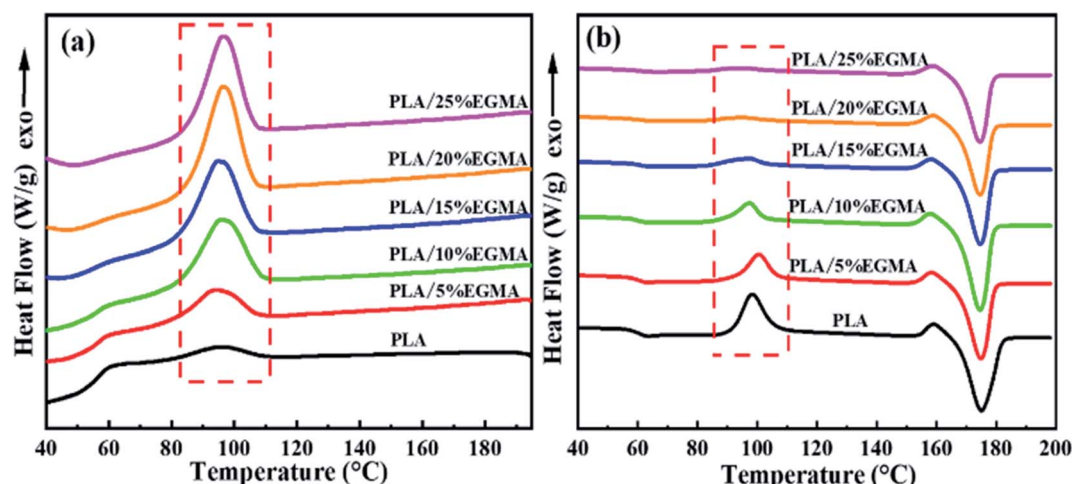 (a)
Heat Flow (W/g) exo
PLA/25%EGMA
PLA/20%EGMA
PLA/15%EGMA
PLA/10%EGMA
PLA/5%EGMA
PLA
40 60 80 100 120 140 160 180
Temperature (°C)
(b)
Heat Flow (W/g) exo
PLA/25%EGMA
PLA/20%EGMA
PLA/15%EGMA
PLA/10%EGMA
PLA/5%EGMA
PLA
40 60 80 100 120 140 160 180 200
Temperature (°C)